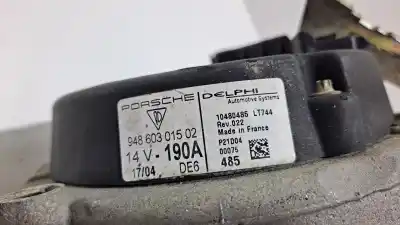 PORSCHE
948 603 015 02
14 V - 190A
17/04 DE6
DELPHI
Automotive Systems
10480485 LT744
Rev.022
Made in France
P21D04
00075
485